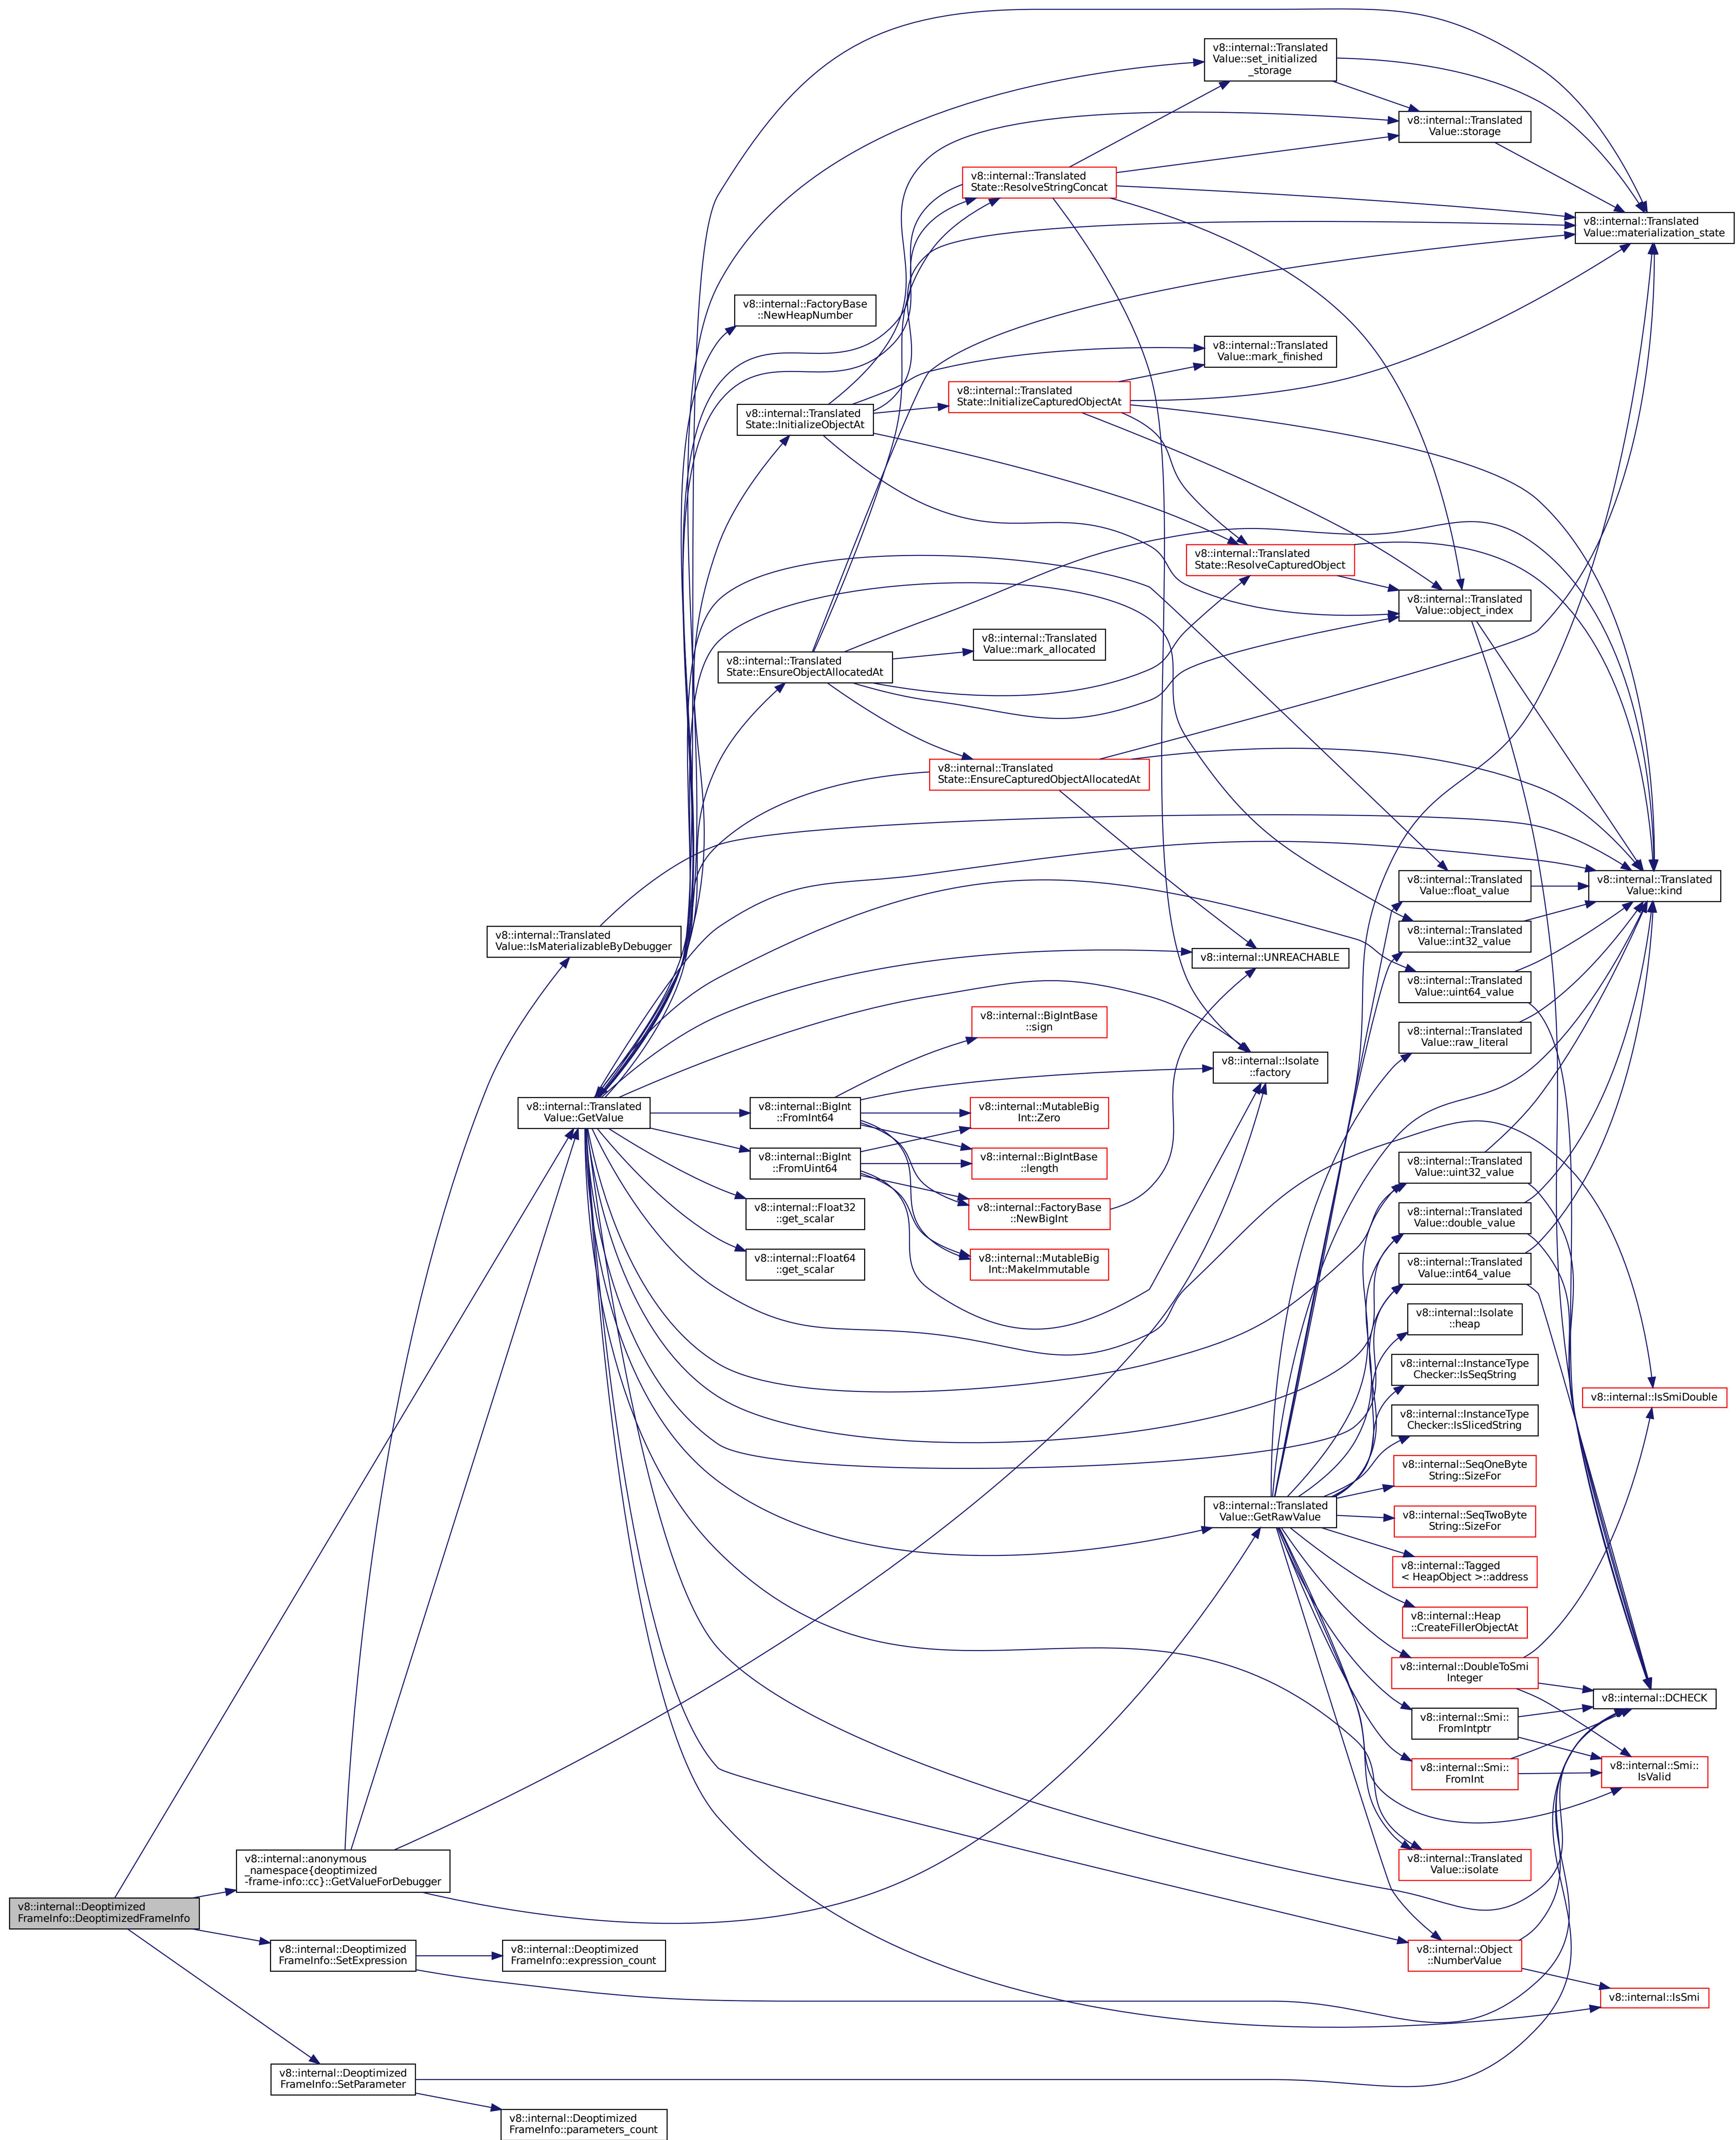 v8::internal::Translated
Value::set_initialized
_storage
v8::internal::Translated
Value::storage
v8::internal::Translated
State::ResolveStringConcat
v8::internal::Translated
Value::materialization_state
v8::internal::FactoryBase
::NewHeapNumber
v8::internal::Translated
Value::mark_finished
v8::internal::Translated
State::InitializeCapturedObjectAt
v8::internal::Translated
State::InitializeObjectAt
v8::internal::Translated
State::ResolveCapturedObject
v8::internal::Translated
Value::object_index
v8::internal::Translated
Value::mark_allocated
v8::internal::Translated
State::EnsureObjectAllocatedAt
v8::internal::Translated
State::EnsureCapturedObjectAllocatedAt
v8::internal::Translated
Value::float_value
v8::internal::Translated
Value::kind
v8::internal::Translated
Value::int32_value
v8::internal::Translated
Value::IsMaterializableByDebugger
v8::internal::UNREACHABLE
v8::internal::Translated
Value::uint64_value
v8::internal::BigIntBase
::sign
v8::internal::Translated
Value::raw_literal
v8::internal::Isolate
::factory
v8::internal::Translated
Value::GetValue
v8::internal::BigInt
::FromInt64
v8::internal::MutableBig
Int::Zero
v8::internal::BigInt
::FromUint64
v8::internal::BigIntBase
::length
v8::internal::Translated
Value::uint32_value
v8::internal::Float32
::get_scalar
v8::internal::FactoryBase
::NewBigInt
v8::internal::Translated
Value::double_value
v8::internal::Float64
::get_scalar
v8::internal::MutableBig
Int::MakeImmutable
v8::internal::Translated
Value::int64_value
v8::internal::Isolate
::heap
v8::internal::InstanceType
Checker::IsSeqString
v8::internal::IsSmiDouble
v8::internal::InstanceType
Checker::IsSlicedString
v8::internal::SeqOneByte
String::SizeFor
v8::internal::Translated
Value::GetRawValue
v8::internal::SeqTwoByte
String::SizeFor
v8::internal::Tagged
< HeapObject >::address
v8::internal::Heap
::CreateFillerObjectAt
v8::internal::DoubleToSmi
Integer
v8::internal::DCHECK
v8::internal::Smi::
FromIntptr
v8::internal::Smi::
FromInt
v8::internal::Smi::
IsValid
v8::internal::Translated
Value::isolate
v8::internal::anonymous
_namespace{deoptimized
-frame-info::cc}::GetValueForDebugger
v8::internal::Deoptimized
FrameInfo::DeoptimizedFrameInfo
v8::internal::Deoptimized
FrameInfo::SetExpression
v8::internal::Deoptimized
FrameInfo::expression_count
v8::internal::Object
::NumberValue
v8::internal::IsSmi
v8::internal::Deoptimized
FrameInfo::SetParameter
v8::internal::Deoptimized
FrameInfo::parameters_count